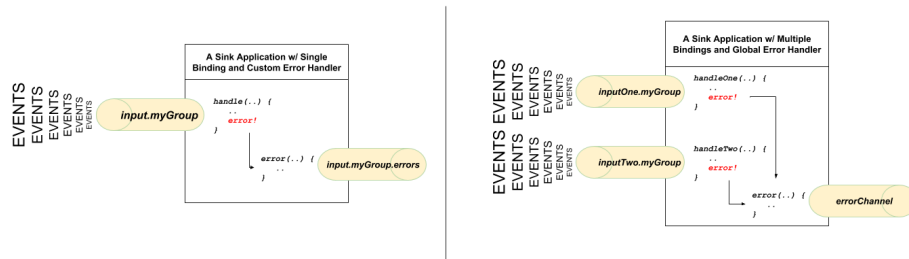 A Sink Application w/ Single
Binding and Custom Error Handler
EVENTS
EVENTS
EVENTS
EVENTS
EVENTS
EVENTS
input.myGroup
handle(..) {
..
error!
}
error(..) {
..
}
input.myGroup.errors
A Sink Application w/ Multiple
Bindings and Global Error Handler
EVENTS
EVENTS
EVENTS
EVENTS
EVENTS
EVENTS
inputOne.myGroup
handleOne(..) {
..
error!
}
EVENTS
EVENTS
EVENTS
EVENTS
EVENTS
EVENTS
inputTwo.myGroup
handleTwo(..) {
..
error!
}
error(..) {
..
}
errorChannel